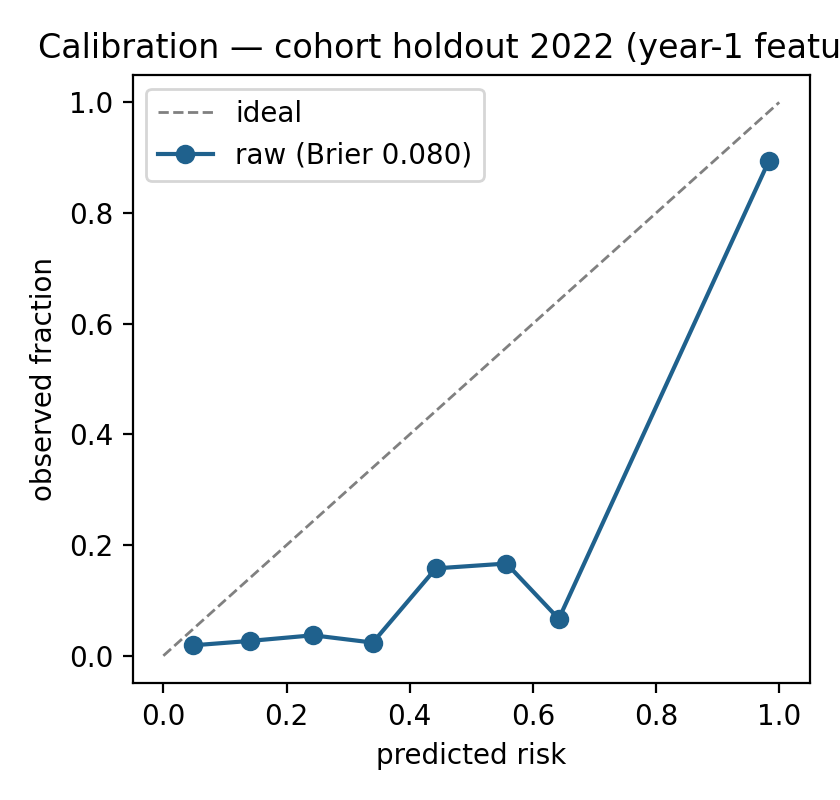 Calibration — cohort holdout 2022 (year-1 featu
ideal
raw (Brier 0.080)
1.0
0.8
0.6
0.4
0.2
0.0
observed fraction
0.0 0.2 0.4 0.6 0.8 1.0
predicted risk